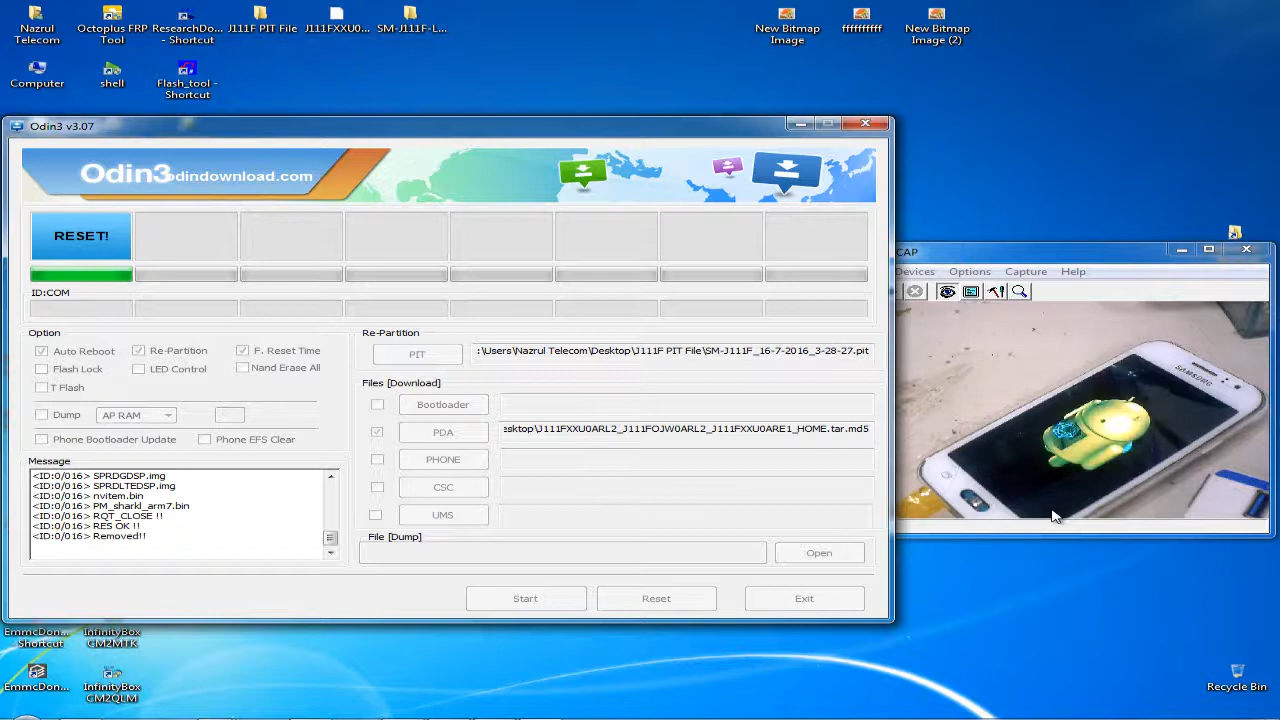 Nazrul
Telecom
Octoplus FRP
Tool
ResearchDo...
- Shortcut
J111F PIT File
J111FXXU0...
SM-J111F-L...
New Bitmap
Image
fffffffff
New Bitmap
Image (2)
Computer
shell
Flash_tool -
Shortcut
Odin3 v3.07
Odin3
odindownload.com
RESET!
ID:COM
Option
Auto Reboot
Re-Partition
F. Reset Time
Flash Lock
LED Control
Nand Erase All
T Flash
Dump
AP RAM
Phone Bootloader Update
Phone EFS Clear
Message
<ID:0/016> SPRDGDSP.img
<ID:0/016> SPRDLTEDSP.img
<ID:0/016> nvitem.bin
<ID:0/016> PM_sharkl_arm7.bin
<ID:0/016> RQT_CLOSE !!
<ID:0/016> RES OK !!
<ID:0/016> Removed!!
Re-Partition
PIT
:\Users\Nazrul Telecom\Desktop\J111F PIT File\SM-J111F_16-7-2016_3-28-27.pit
Files [Download]
Bootloader
PDA
sktop\J111FXXU0ARL2_J111FOJW0ARL2_J111FXXU0ARE1_HOME.tar.md5
PHONE
CSC
UMS
File [Dump]
Open
Start
Reset
Exit
CAP
Devices
Options
Capture
Help
SAMSUNG
EmmcDon...
Shortcut
InfinityBox
CM2MTK
EmmcDon...
InfinityBox
CM2QLM
Recycle Bin